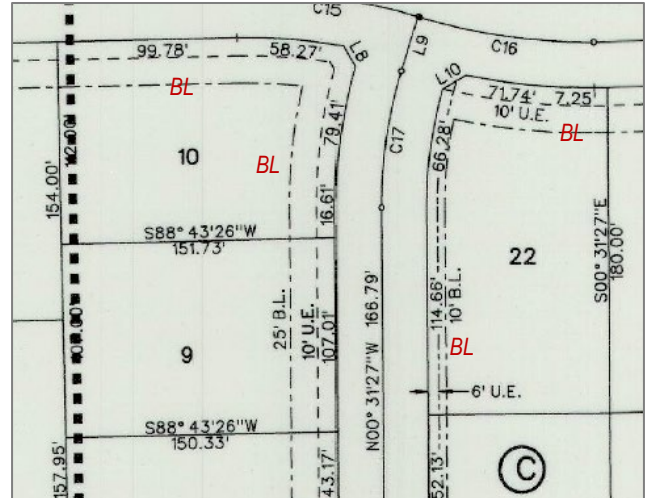 C15
C16
99.78'
58.27'
L8
L9
L10
BL
71.74'
7.25'
10' U.E.
BL
79.41'
C17
66.28'
10
BL
154.00'
16.61'
S88° 43'26"W
151.73'
22
S00° 31'27"E
180.00'
25' B.L.
10' U.E.
107.01'
N00° 31'27"W 166.79'
114.66'
10' B.L.
BL
9
6' U.E.
S88° 43'26"W
150.33'
157.95'
43.17'
52.13'
C